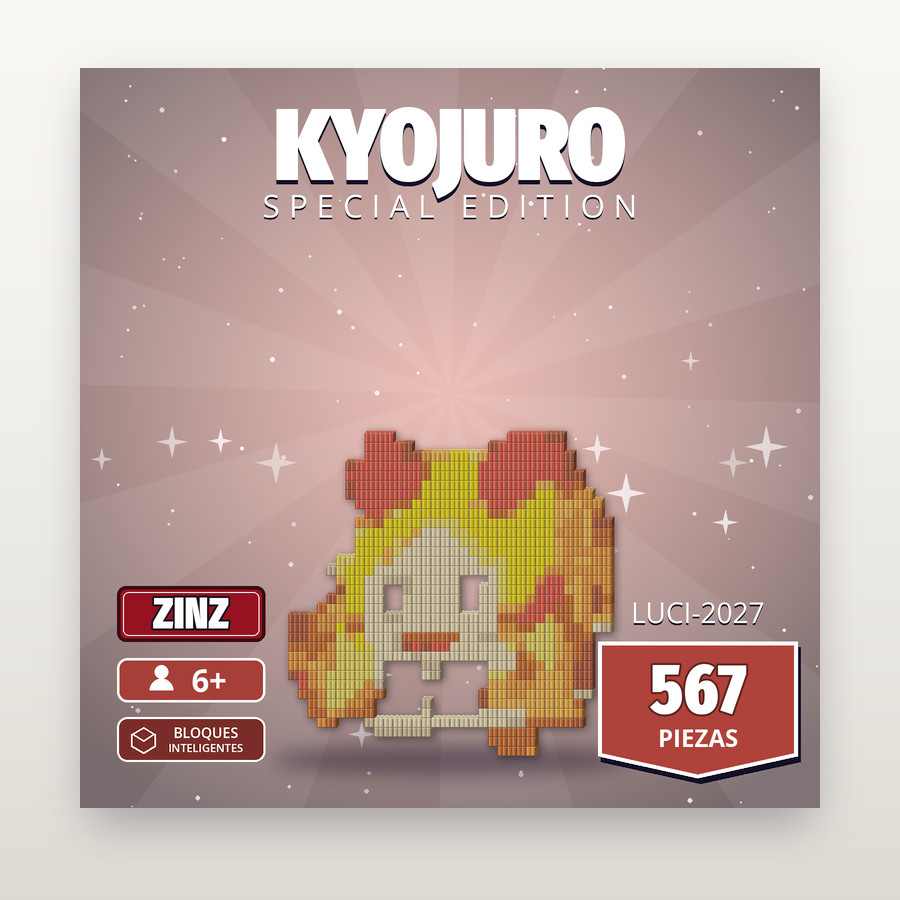 KYOJURO
SPECIAL EDITION
ZINZ
6+
BLOQUES
INTELIGENTES
LUCI-2027
567
PIEZAS